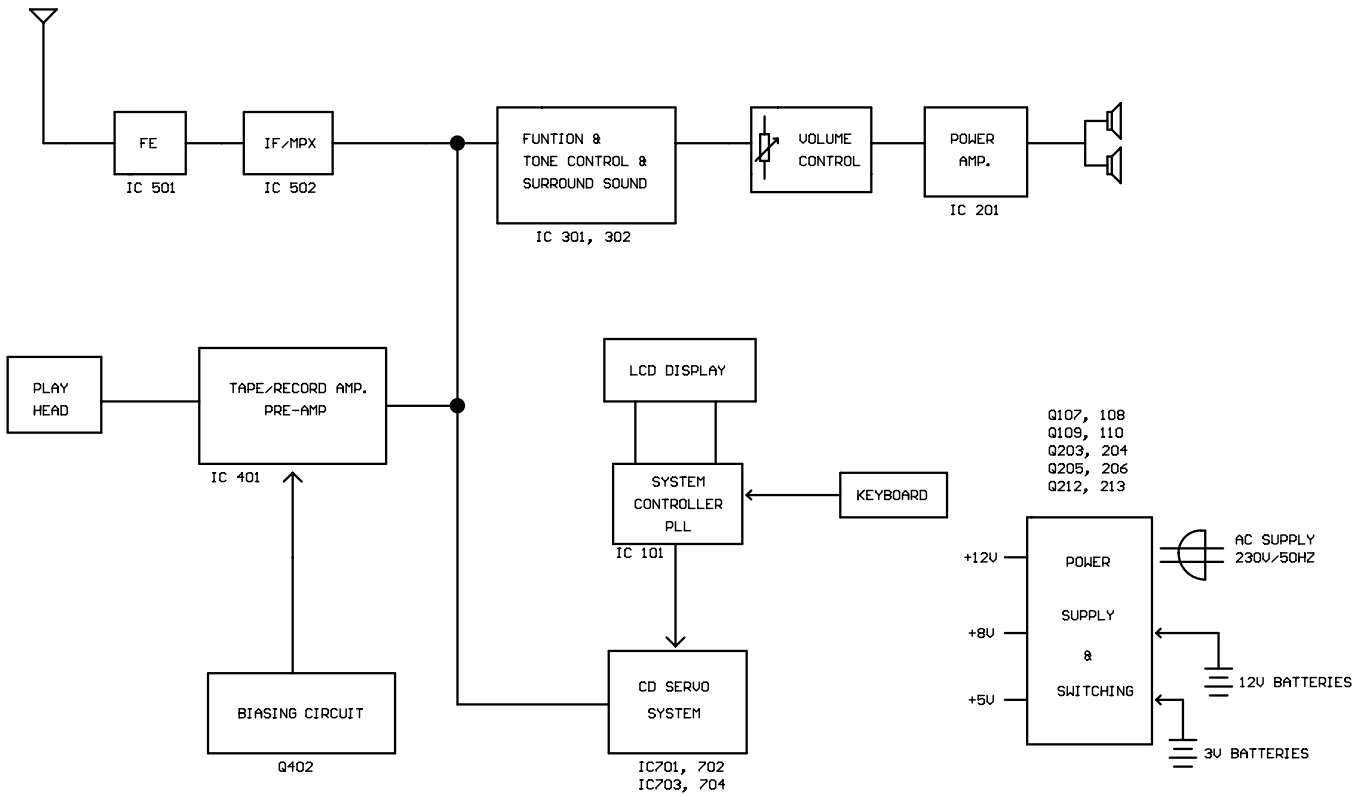 FE
IC 501
IF/MPX
IC 502
FUNTION &
TONE CONTROL &
SURROUND SOUND
IC 301, 302
VOLUME
CONTROL
POWER
AMP.
IC 201
PLAY
HEAD
TAPE/RECORD AMP.
PRE-AMP
IC 401
LCD DISPLAY
SYSTEM
CONTROLLER
PLL
IC 101
KEYBOARD
BIASING CIRCUIT
Q402
CD SERVO
SYSTEM
IC701, 702
IC703, 704
Q107, 108
Q109, 110
Q203, 204
Q205, 206
Q212, 213
+12V
+8V
+5V
POWER
SUPPLY
&
SWITCHING
AC SUPPLY
230V/50HZ
12V BATTERIES
3V BATTERIES